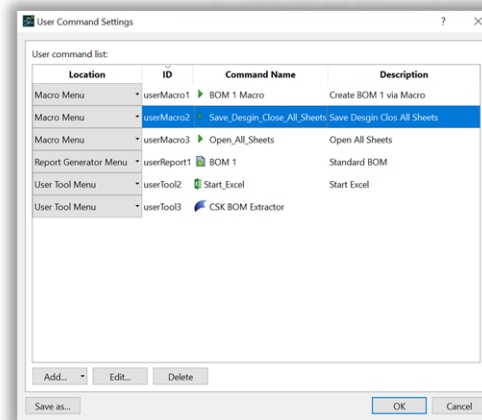 User Command Settings ? ×
User command list:
Location ID Command Name Description
Macro Menu userMacro1 BOM 1 Macro Create BOM 1 via Macro
Macro Menu userMacro2 Save_Desgin_Close_All_Sheets Save Desgin Clos All Sheets
Macro Menu userMacro3 Open_All_Sheets Open All Sheets
Report Generator Menu userReport1 BOM 1 Standard BOM
User Tool Menu userTool2 Start_Excel Start Excel
User Tool Menu userTool3 CSK BOM Extractor
Add... Edit... Delete
Save as... OK Cancel